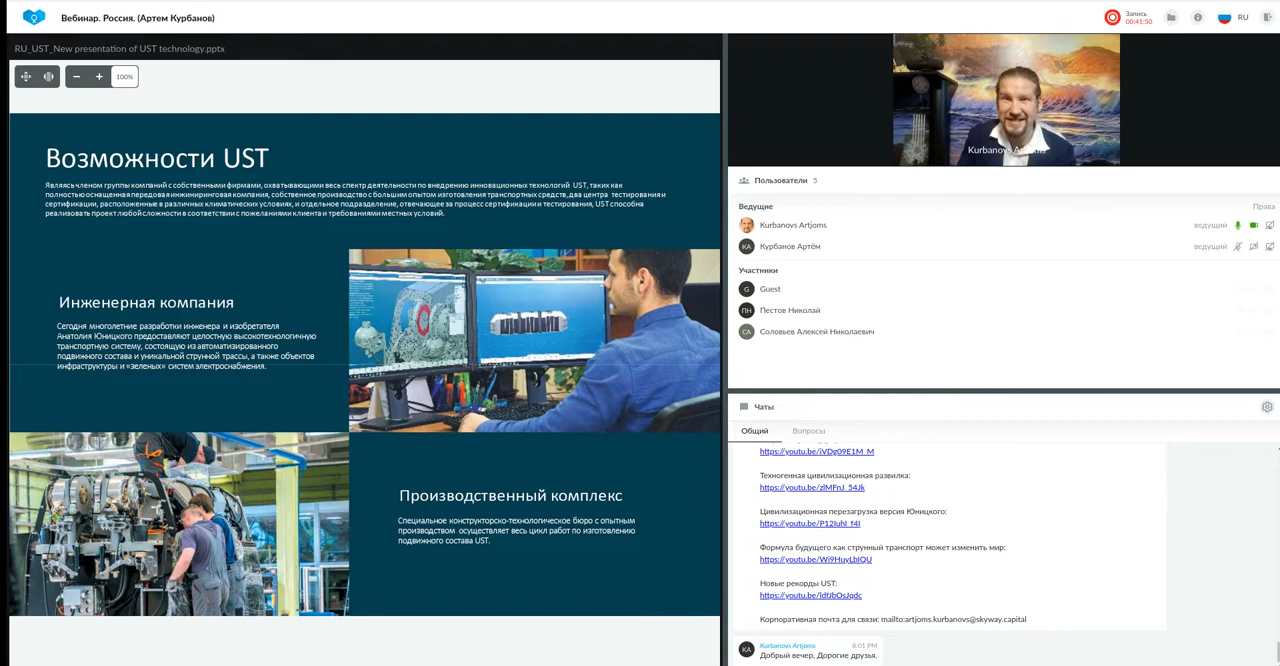 Вебинар. Россия. (Артем Курбанов)
Запись
00:41:50
RU
RU_UST_New presentation of UST technology.pptx
100%
Возможности UST
Являясь членом группы компаний с собственными фирмами, охватывающими весь спектр деятельности по внедрению инновационных технологий UST, таких как
полностью оснащенная передовая инжиниринговая компания, собственное производство с большим опытом изготовления транспортных средств, два центра тестирования и
сертификации, расположенные в различных климатических условиях, и отдельное подразделение, отвечающее за процесс сертификации и тестирования, UST способна
реализовать проект любой сложности в соответствии с пожеланиями клиента и требованиями местных условий.
Инженерная компания
Сегодня многолетние разработки инженера и изобретателя
Анатолия Юницкого предоставляют целостную высокотехнологичную
транспортную систему, состоящую из автоматизированного
подвижного состава и уникальной струнной трассы, а также объектов
инфраструктуры и «зеленых» систем электроснабжения.
Производственный комплекс
Специальное конструкторско-технологическое бюро с опытным
производством осуществляет весь цикл работ по изготовлению
подвижного состава UST.
Kurbanovs Artjoms
Пользователи 5
Ведущие Права
Kurbanovs Artjoms ведущий
КА Курбанов Артём ведущий
Участники
G Guest
ПН Пестов Николай
СА Соловьев Алексей Николаевич
Чаты
Общий Вопросы
https://youtu.be/iVDg09E1M_M
Техногенная цивилизационная развилка:
https://youtu.be/zlMFnJ_54Jk
Цивилизационная перезагрузка версия Юницкого:
https://youtu.be/P12Iuhl_f4I
Формула будущего как струнный транспорт может изменить мир:
https://youtu.be/Wi9HuyLbIQU
Новые рекорды UST:
https://youtu.be/ldfJbOsJqdc
Корпоративная почта для связи: mailto:artjoms.kurbanovs@skyway.capital
КА Kurbanovs Artjoms 8:01 PM
Добрый вечер, Дорогие друзья.